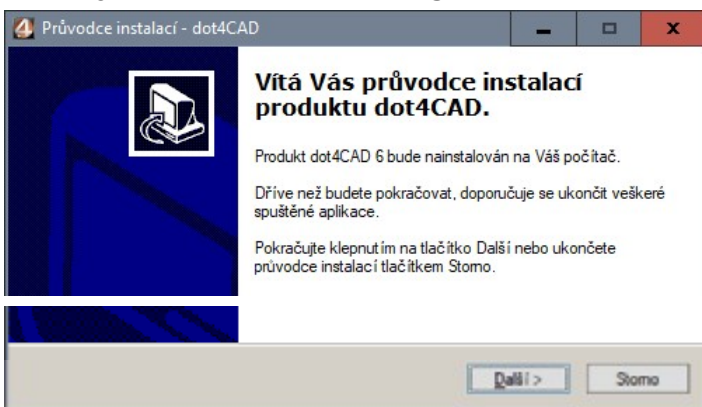 Průvodce instalací - dot4CAD
Vítá Vás průvodce instalací
produktu dot4CAD.
Produkt dot4CAD 6 bude nainstalován na Váš počítač.
Dříve než budete pokračovat, doporučuje se ukončit veškeré
spuštěné aplikace.
Pokračujte klepnutím na tlačítko Další nebo ukončete
průvodce instalací tlačítkem Storno.
Další >
Storno